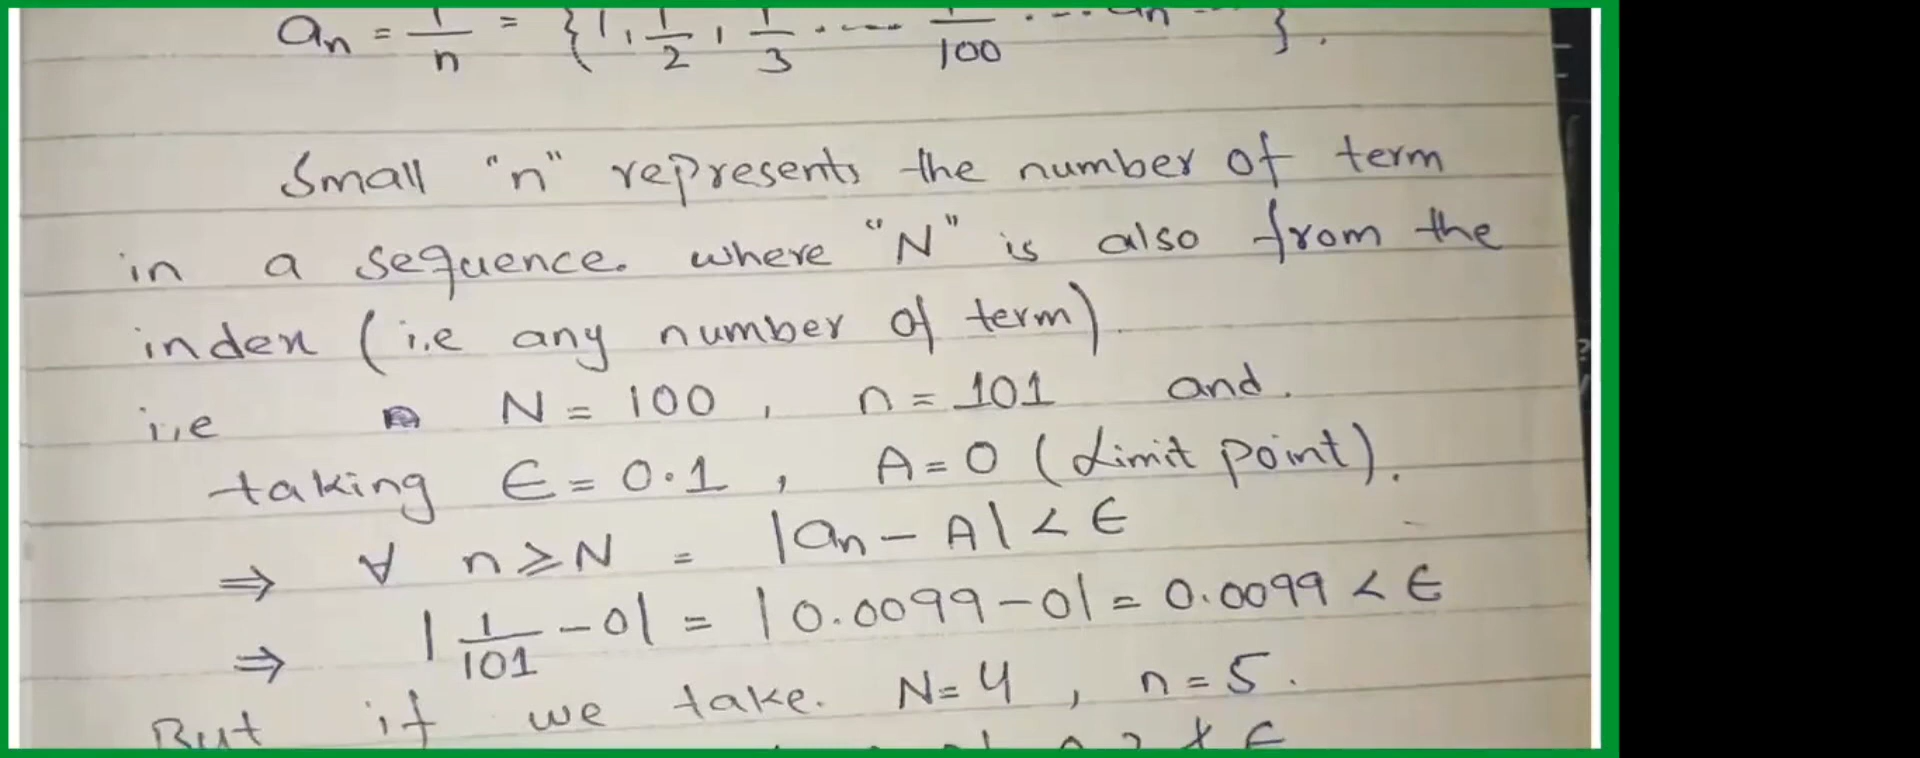 an = 1/n = {1, 1/2, 1/3 ..... 1/100 ..... an }.
Small "n" represents the number of term
in a sequence. where "N" is also from the
index (i.e any number of term).
i.e N = 100 , n = 101 and.
taking ∈ = 0.1 , A = 0 (Limit point).
⇒ ∀ n ≥ N = |an - A| < ∈
⇒ |1/101 - 0| = |0.0099 - 0| = 0.0099 < ∈
But if we take. N = 4 , n = 5.